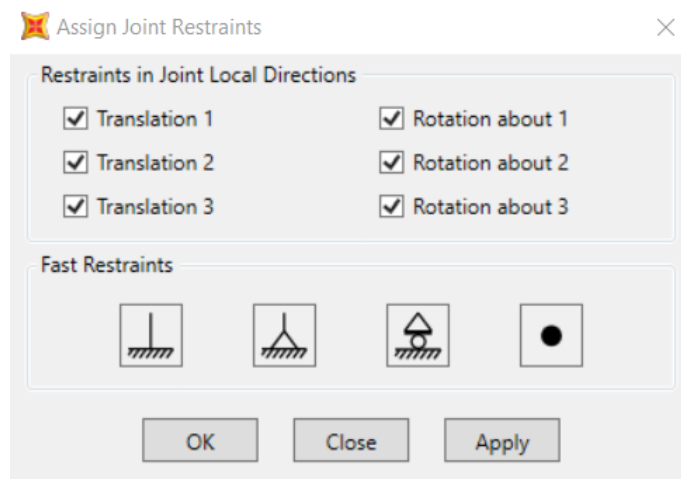 Assign Joint Restraints
Restraints in Joint Local Directions
Translation 1
Rotation about 1
Translation 2
Rotation about 2
Translation 3
Rotation about 3
Fast Restraints
OK
Close
Apply